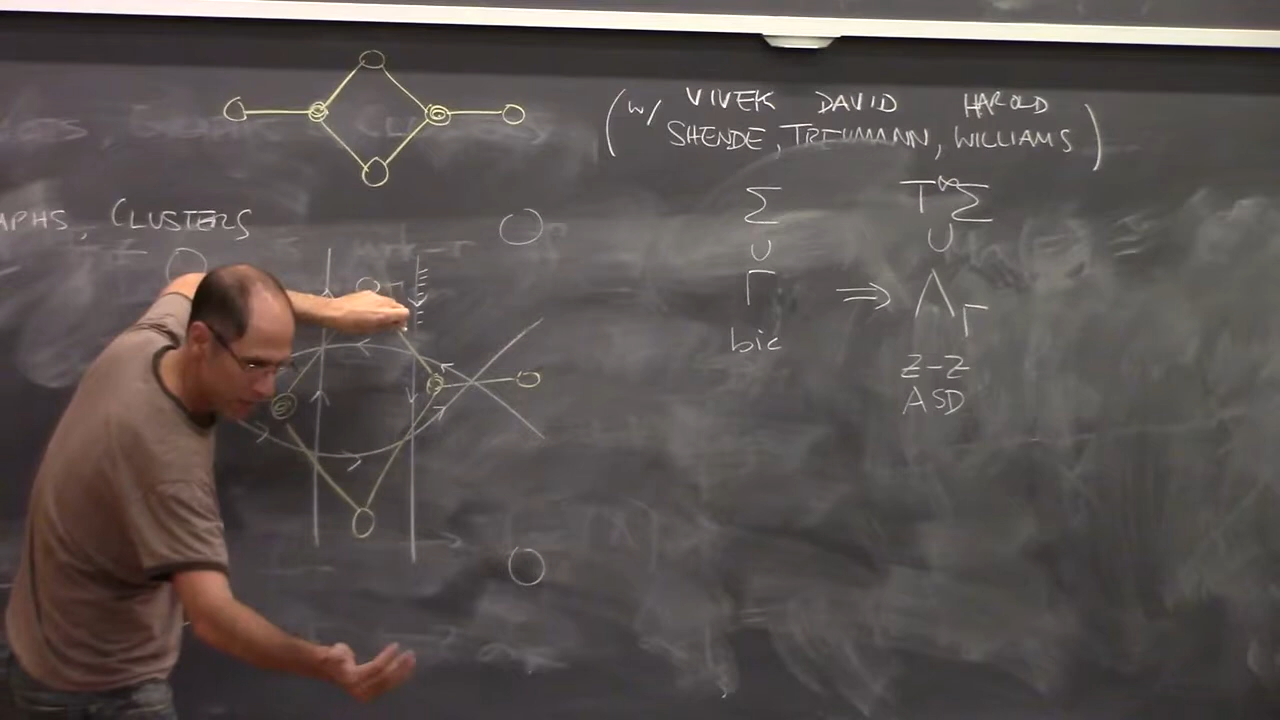 (w/ VIVEK DAVID HAROLD
SHENDE, TREUMANN, WILLIAMS)
APHS, CLUSTERS
Σ T*Σ
∪ ∪
Γ ⇒ Λ_Γ
bic Z-Z
ASD